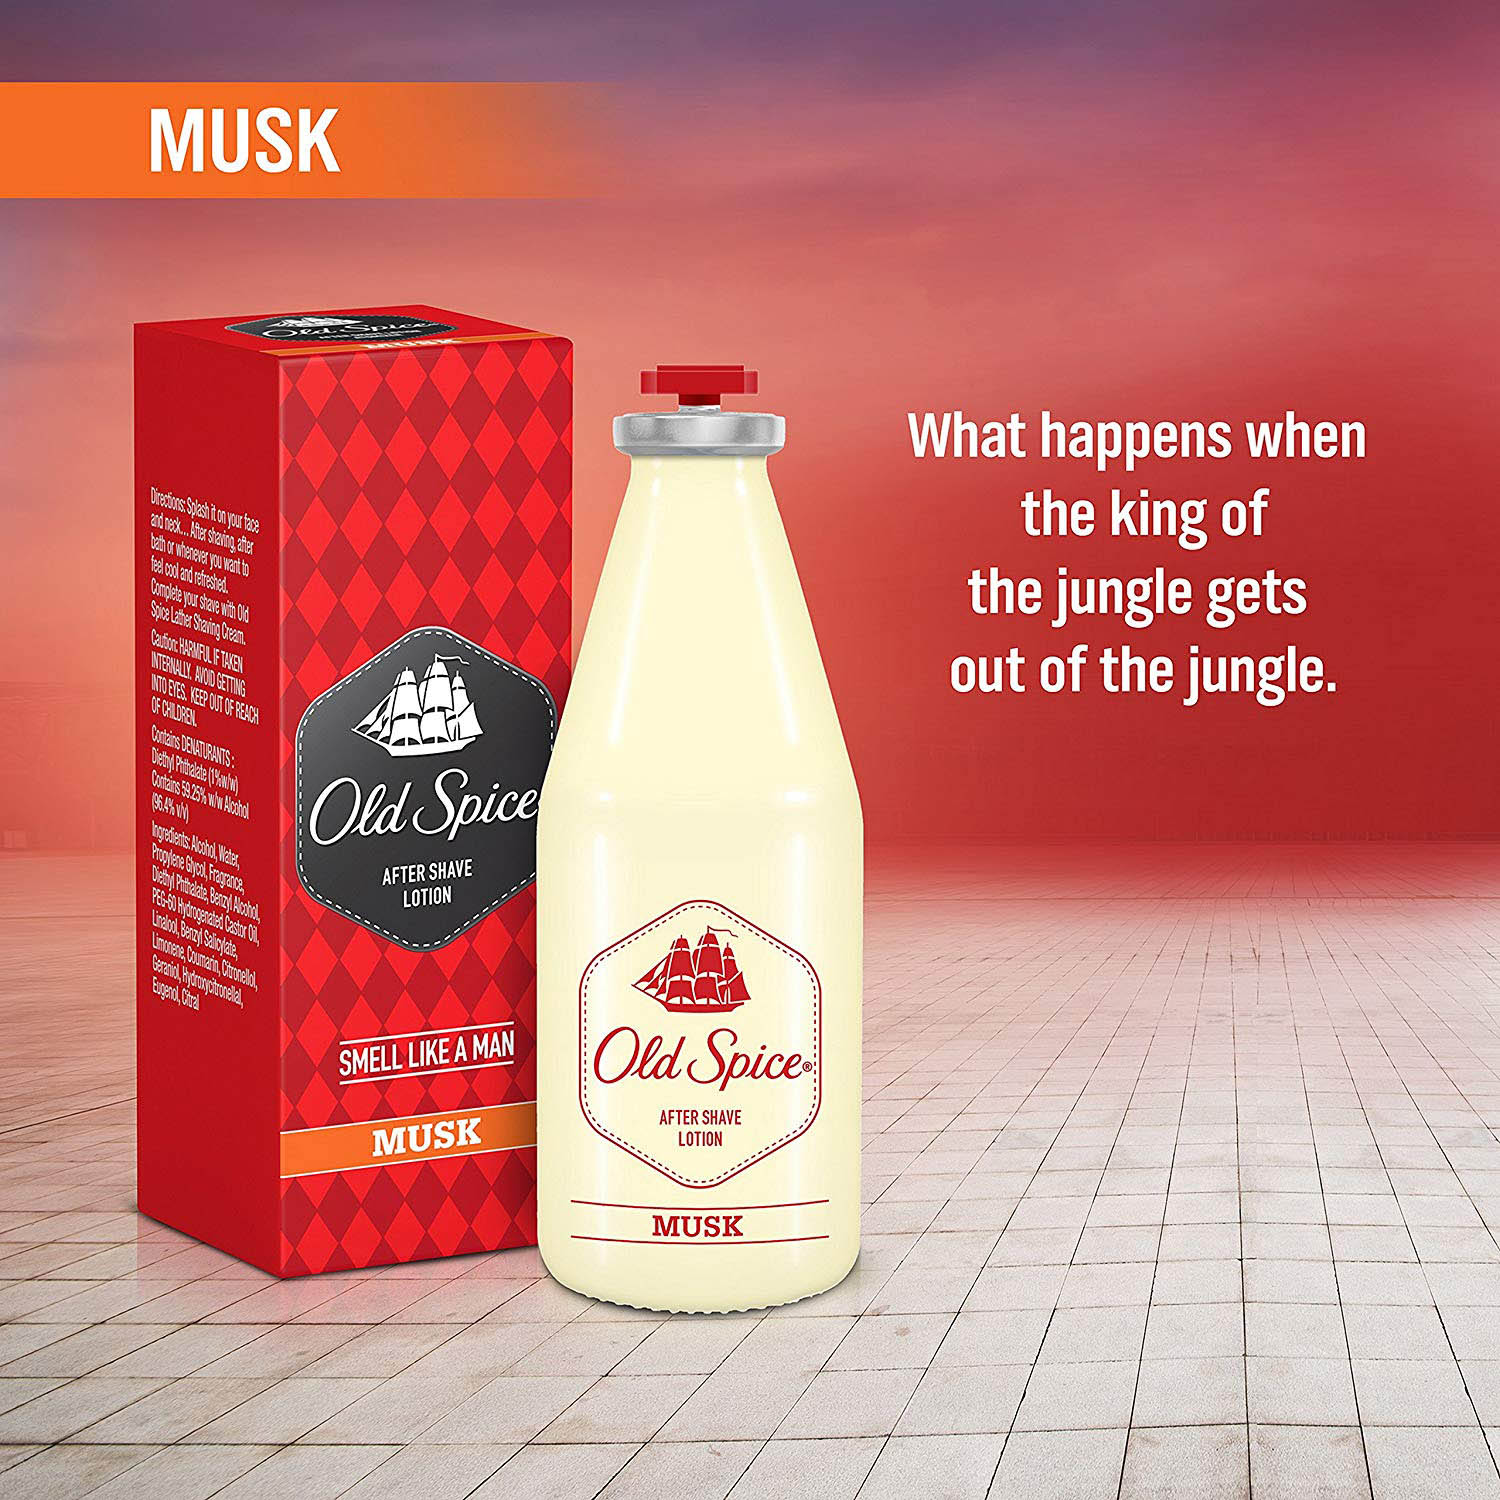 MUSK
Old Spice
MUSK
Directions: Splash it on your face
and neck... After shaving, after
bath or whenever you want to
feel cool and refreshed.
Complete your shave with Old
Spice Lather Shaving Cream.
Caution: HARMFUL IF TAKEN
INTERNALLY. AVOID GETTING
INTO EYES. KEEP OUT OF REACH
OF CHILDREN.
Contains DENATURANTS :
Diethyl Phthalate (1%w/w)
Contains 59.25% w/w Alcohol
(96.4% v/v)
Ingredients: Alcohol, Water,
Propylene Glycol, Fragrance,
Diethyl Phthalate, Benzyl Alcohol,
PEG-60 Hydrogenated Castor Oil,
Linalool, Benzyl Salicylate,
Limonene, Coumarin, Citronellol,
Geraniol, Hydroxycitronellal,
Eugenol, Citral
Old Spice
AFTER SHAVE
LOTION
SMELL LIKE A MAN
MUSK
Old Spice®
AFTER SHAVE
LOTION
MUSK
What happens when
the king of
the jungle gets
out of the jungle.